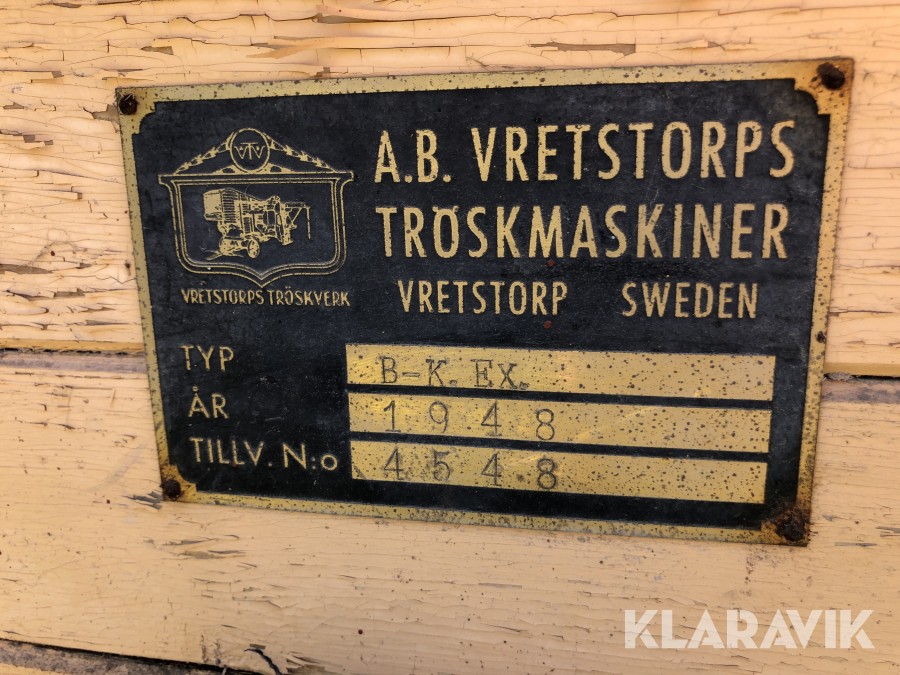 VTV
A.B. VRETSTORPS
TRÖSKMASKINER
VRETSTORP SWEDEN
VRETSTORPS TRÖSKVERK
TYP B-K. Ex.
ÅR 1948
TILLV. N:o 4548
KLARAVIK